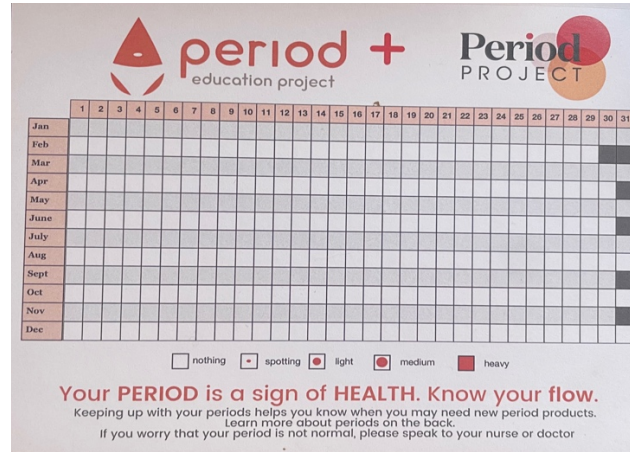 period +
education project
Period
PROJECT
1 2 3 4 5 6 7 8 9 10 11 12 13 14 15 16 17 18 19 20 21 22 23 24 25 26 27 28 29 30 31
Jan
Feb
Mar
Apr
May
June
July
Aug
Sept
Oct
Nov
Dec
nothing spotting light medium heavy
Your PERIOD is a sign of HEALTH. Know your flow.
Keeping up with your periods helps you know when you may need new period products.
Learn more about periods on the back.
If you worry that your period is not normal, please speak to your nurse or doctor